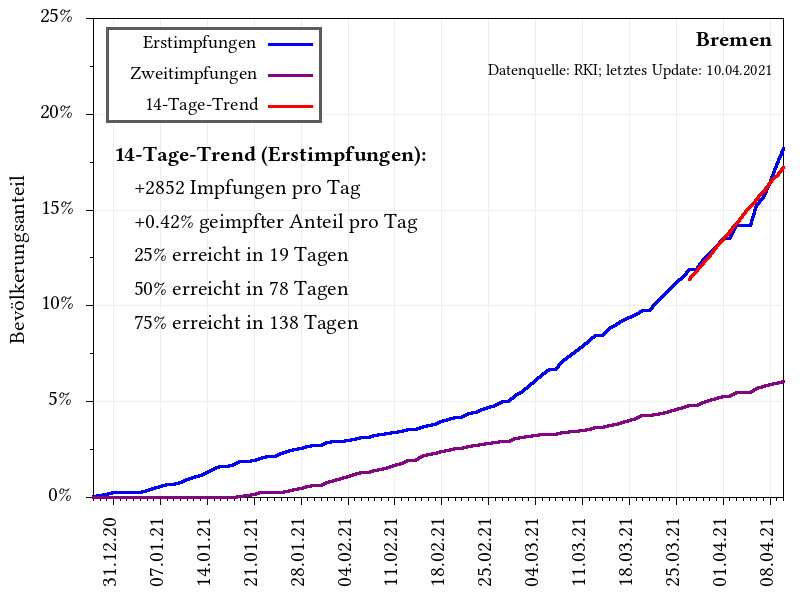 25%
20%
15%
10%
5%
0%
Bevölkerungsanteil
Erstimpfungen
Zweitimpfungen
14-Tage-Trend
Bremen
Datenquelle: RKI; letztes Update: 10.04.2021
14-Tage-Trend (Erstimpfungen):
+2852 Impfungen pro Tag
+0.42% geimpfter Anteil pro Tag
25% erreicht in 19 Tagen
50% erreicht in 78 Tagen
75% erreicht in 138 Tagen
31.12.20
07.01.21
14.01.21
21.01.21
28.01.21
04.02.21
11.02.21
18.02.21
25.02.21
04.03.21
11.03.21
18.03.21
25.03.21
01.04.21
08.04.21